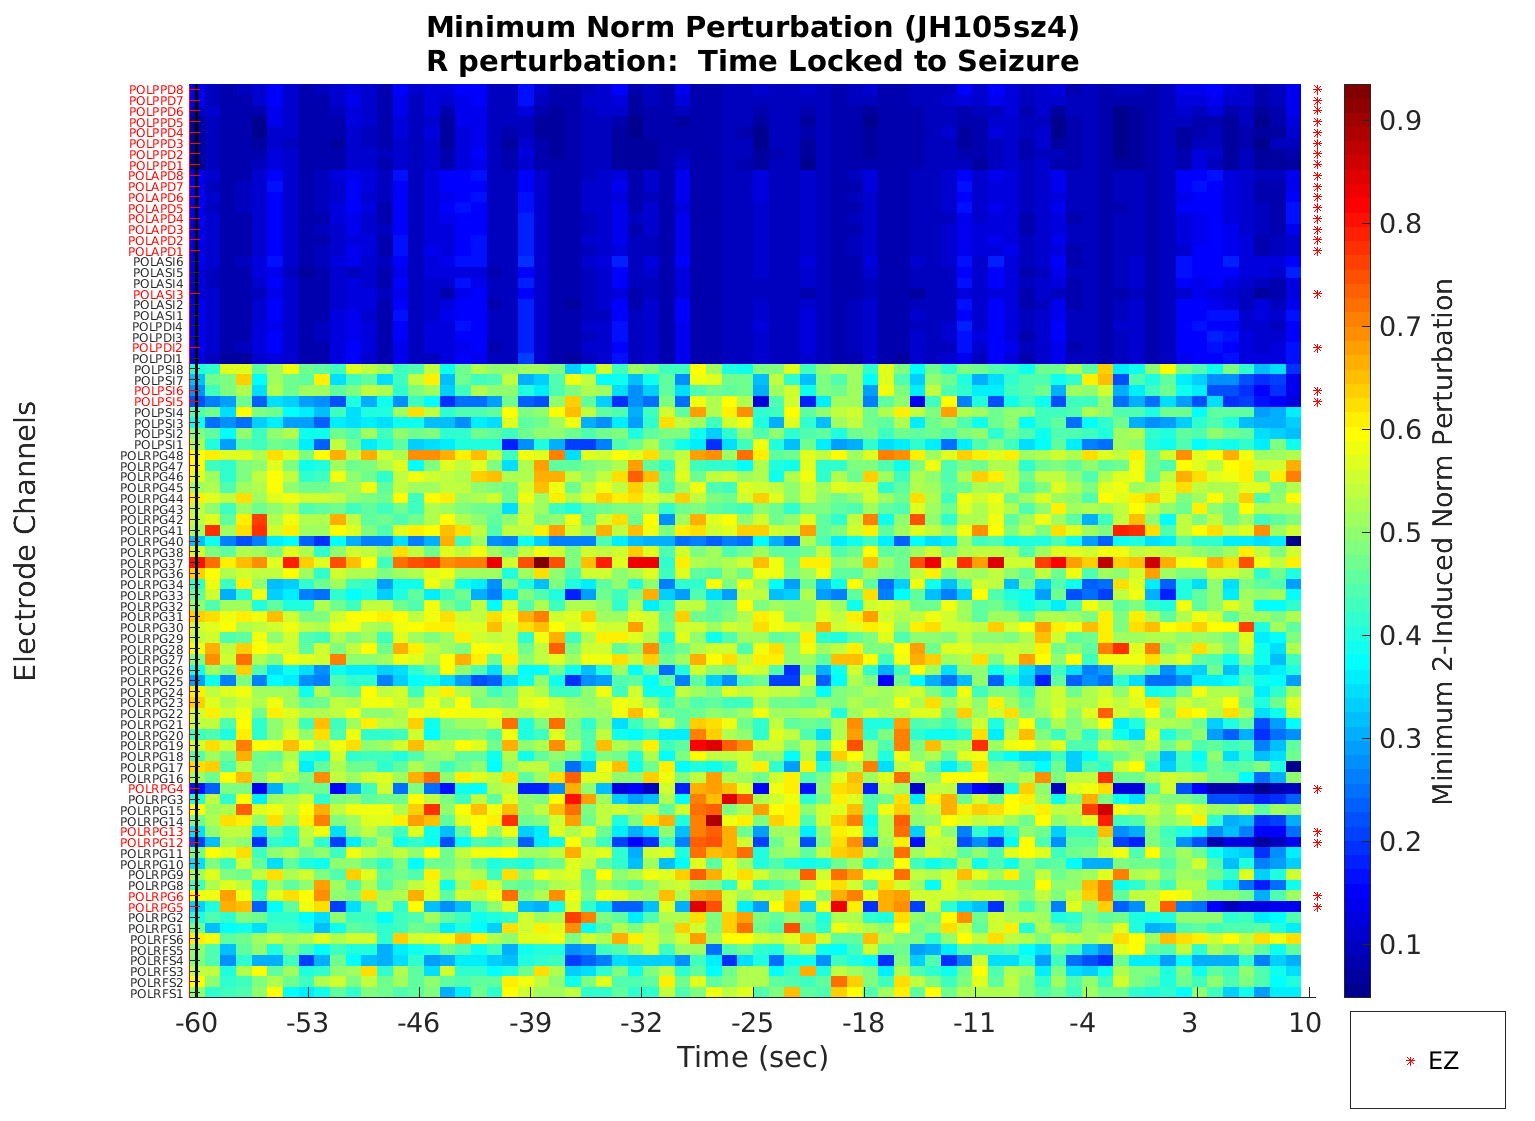 Minimum Norm Perturbation (JH105sz4)
R perturbation:  Time Locked to Seizure
Electrode Channels
POLPPD8
POLPPD7
POLPPD6
POLPPD5
POLPPD4
POLPPD3
POLPPD2
POLPPD1
POLAPD8
POLAPD7
POLAPD6
POLAPD5
POLAPD4
POLAPD3
POLAPD2
POLAPD1
POLASI6
POLASI5
POLASI4
POLASI3
POLASI2
POLASI1
POLPDI4
POLPDI3
POLPDI2
POLPDI1
POLPSI8
POLPSI7
POLPSI6
POLPSI5
POLPSI4
POLPSI3
POLPSI2
POLPSI1
POLRPG48
POLRPG47
POLRPG46
POLRPG45
POLRPG44
POLRPG43
POLRPG42
POLRPG41
POLRPG40
POLRPG38
POLRPG37
POLRPG36
POLRPG34
POLRPG33
POLRPG32
POLRPG31
POLRPG30
POLRPG29
POLRPG28
POLRPG27
POLRPG26
POLRPG25
POLRPG24
POLRPG23
POLRPG22
POLRPG21
POLRPG20
POLRPG19
POLRPG18
POLRPG17
POLRPG16
POLRPG4
POLRPG3
POLRPG15
POLRPG14
POLRPG13
POLRPG12
POLRPG11
POLRPG10
POLRPG9
POLRPG8
POLRPG6
POLRPG5
POLRPG2
POLRPG1
POLRFS6
POLRFS5
POLRFS4
POLRFS3
POLRFS2
POLRFS1
-60 -53 -46 -39 -32 -25 -18 -11 -4 3 10
Time (sec)
0.9
0.8
0.7
0.6
0.5
0.4
0.3
0.2
0.1
Minimum 2-Induced Norm Perturbation
EZ